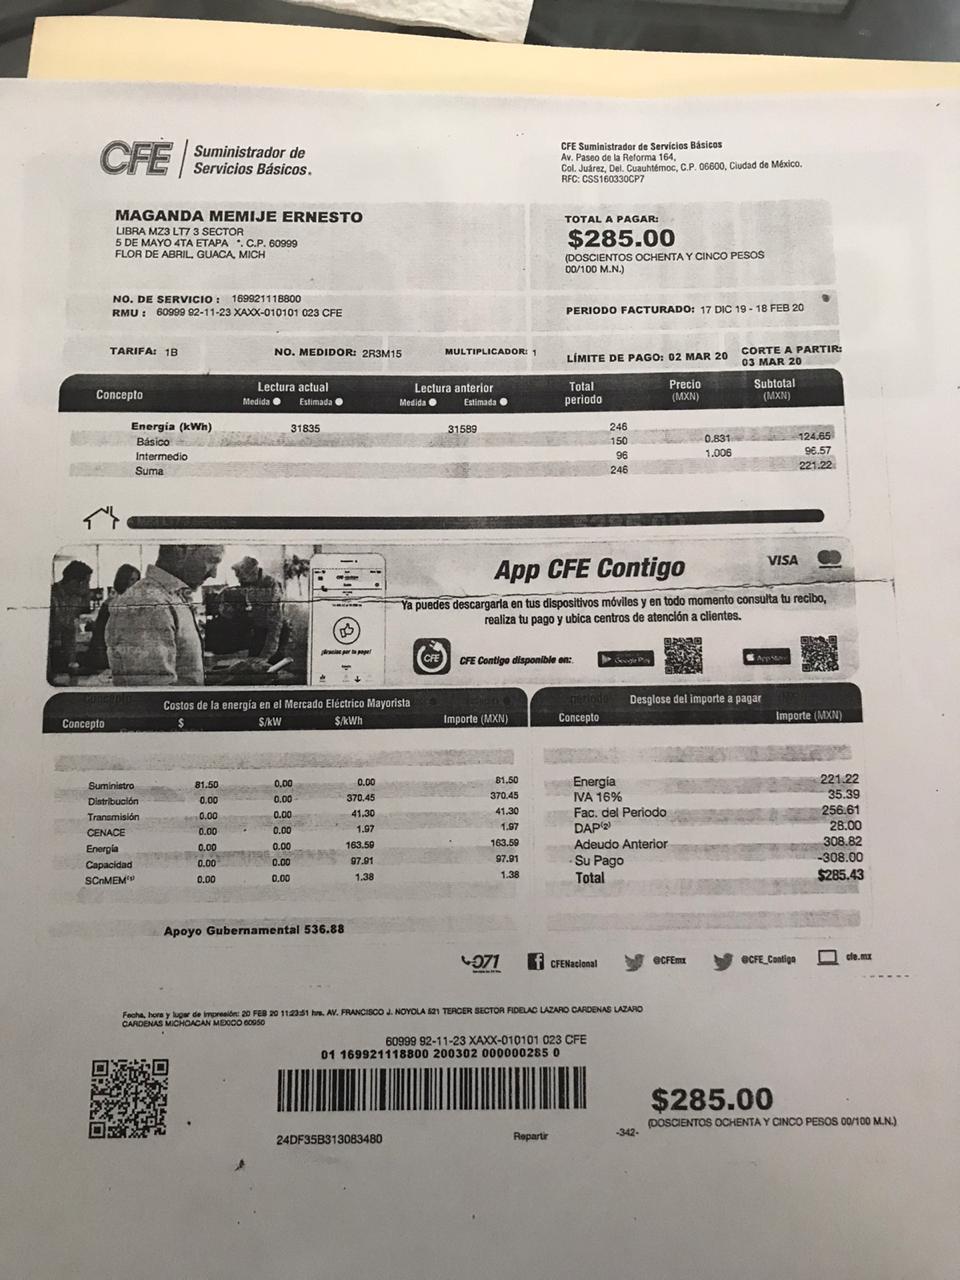 CFE Suministrador de
Servicios Básicos.
CFE Suministrador de Servicios Básicos
Av. Paseo de la Reforma 164,
Col. Juárez, Del. Cuauhtémoc, C.P. 06600, Ciudad de México.
RFC: CSS160330CP7
MAGANDA MEMIJE ERNESTO
LIBRA MZ3 LT7 3 SECTOR
5 DE MAYO 4TA ETAPA *. C.P. 60999
FLOR DE ABRIL, GUACA, MICH
TOTAL A PAGAR:
$285.00
(DOSCIENTOS OCHENTA Y CINCO PESOS
00/100 M.N.)
NO. DE SERVICIO : 169921118800
RMU : 60999 92-11-23 XAXX-010101 023 CFE
PERIODO FACTURADO: 17 DIC 19 - 18 FEB 20
TARIFA: 1B NO. MEDIDOR: 2R3M15 MULTIPLICADOR: 1
LÍMITE DE PAGO: 02 MAR 20 CORTE A PARTIR:
03 MAR 20
Concepto Lectura actual Lectura anterior Total periodo Precio (MXN) Subtotal (MXN)
Medida Estimada Medida Estimada
Energía (kWh) 31835 31589 246
Básico 150 0.831 124.65
Intermedio 96 1.006 96.57
Suma 246 221.22
App CFE Contigo VISA
Ya puedes descargarla en tus dispositivos móviles y en todo momento consulta tu recibo,
realiza tu pago y ubica centros de atención a clientes.
¡Gracias por tu pago!
CFE CFE Contigo disponible en: Google Play App Store
Costos de la energía en el Mercado Eléctrico Mayorista
Concepto $ $/kW $/kWh Importe (MXN)
Suministro 81.50 0.00 0.00 81.50
Distribución 0.00 0.00 370.45 370.45
Transmisión 0.00 0.00 41.30 41.30
CENACE 0.00 0.00 1.97 1.97
Energía 0.00 0.00 163.59 163.59
Capacidad 0.00 0.00 97.91 97.91
SCnMEM(1) 0.00 0.00 1.38 1.38
Apoyo Gubernamental 536.88
Desglose del importe a pagar
Concepto Importe (MXN)
Energía 221.22
IVA 16% 35.39
Fac. del Periodo 256.61
DAP(2) 28.00
Adeudo Anterior 308.82
Su Pago -308.00
Total $285.43
071 CFENacional @CFEmx @CFE_Contigo cfe.mx
Fecha, hora y lugar de impresión: 20 FEB 20 11:23:51 hrs. AV. FRANCISCO J. NOYOLA 521 TERCER SECTOR FIDELAC LAZARO CARDENAS LAZARO
CARDENAS MICHOACAN MEXICO 60950
60999 92-11-23 XAXX-010101 023 CFE
01 169921118800 200302 000000285 0
24DF35B313083480 Repartir -342-
$285.00
(DOSCIENTOS OCHENTA Y CINCO PESOS 00/100 M.N.)